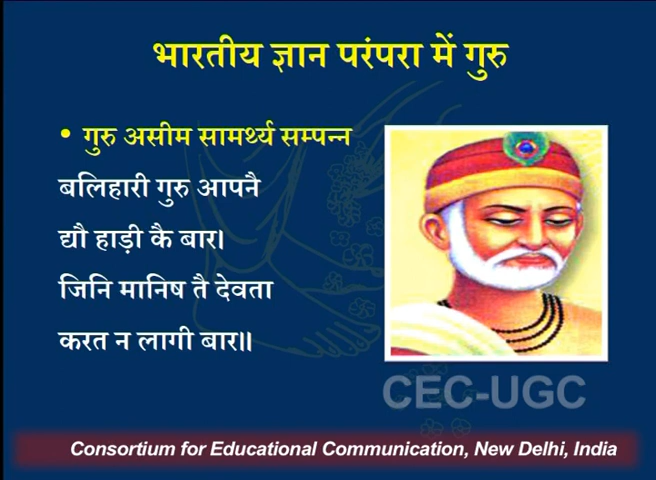 भारतीय ज्ञान परंपरा में गुरु
• गुरु असीम सामर्थ्य सम्पन्न
बलिहारी गुरु आपनै
द्यौ हाड़ी कै बार।
जिनि मानिष तै देवता
करत न लागी बार॥
CEC-UGC
Consortium for Educational Communication, New Delhi, India